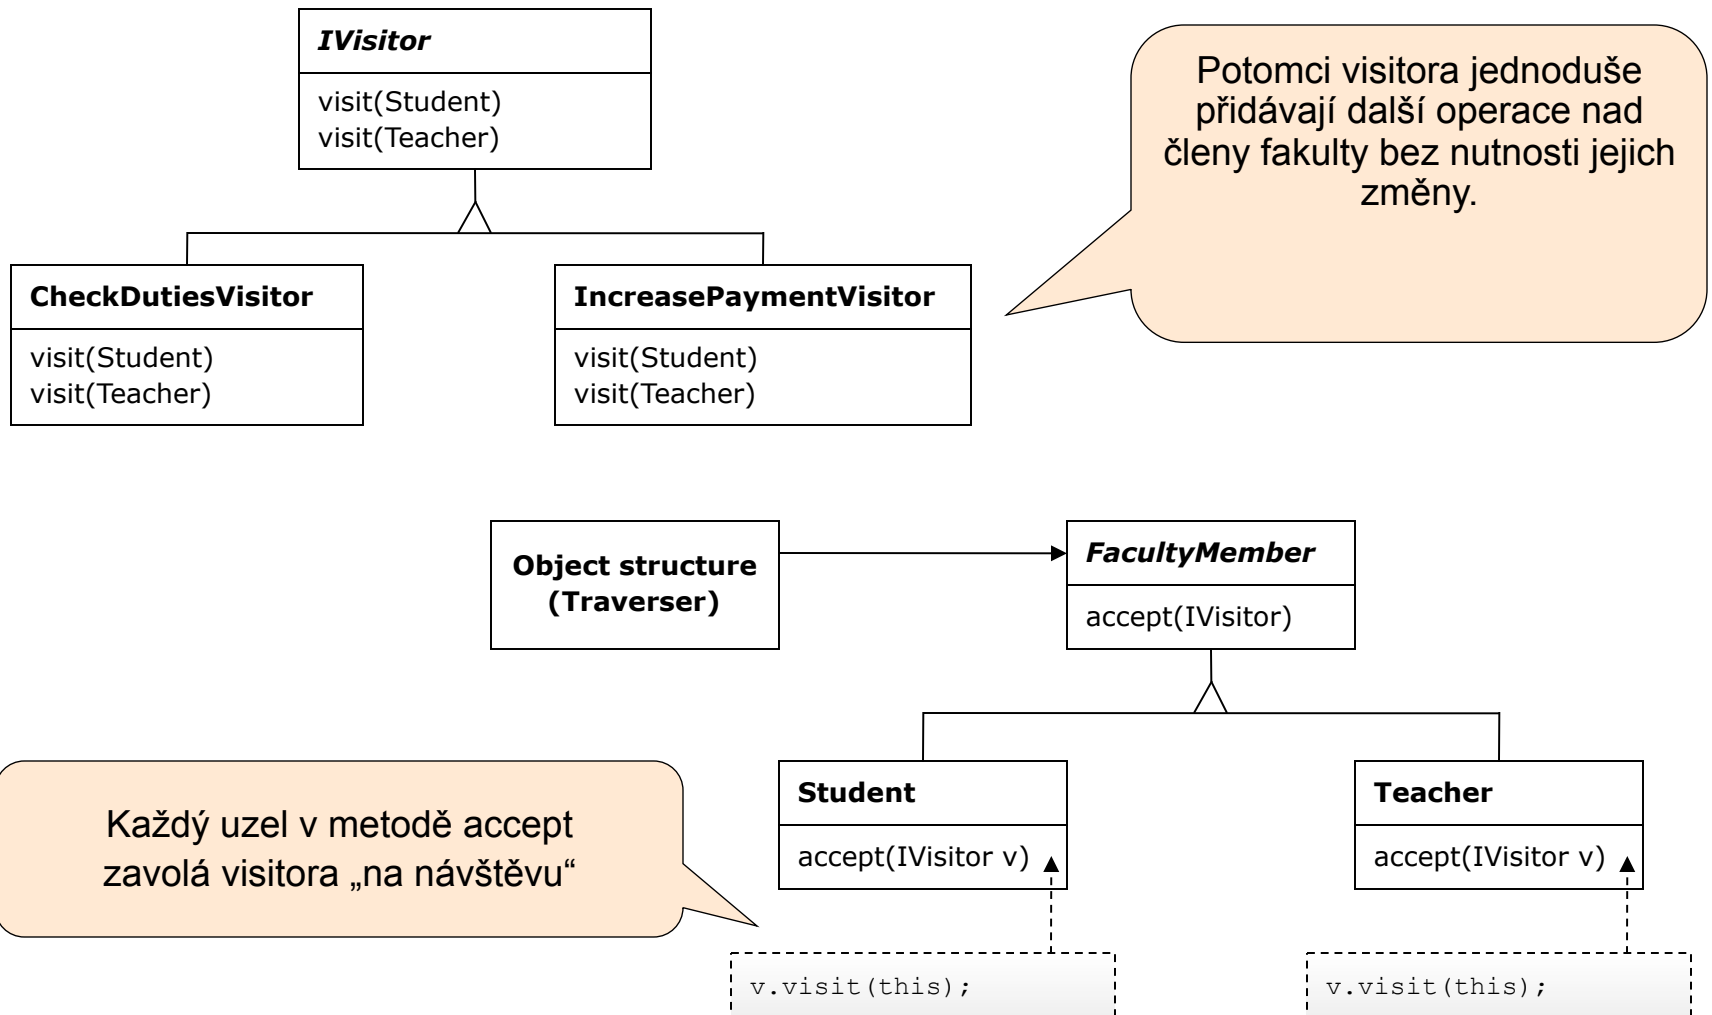 IVisitor
visit(Student)
visit(Teacher)
Potomci visitora jednoduše
přidávají další operace nad
členy fakulty bez nutnosti jejich
změny.
CheckDutiesVisitor
visit(Student)
visit(Teacher)
IncreasePaymentVisitor
visit(Student)
visit(Teacher)
Object structure
(Traverser)
FacultyMember
accept(IVisitor)
Každý uzel v metodě accept
zavolá visitora „na návštěvu“
Student
accept(IVisitor v)
Teacher
accept(IVisitor v)
v.visit(this);
v.visit(this);